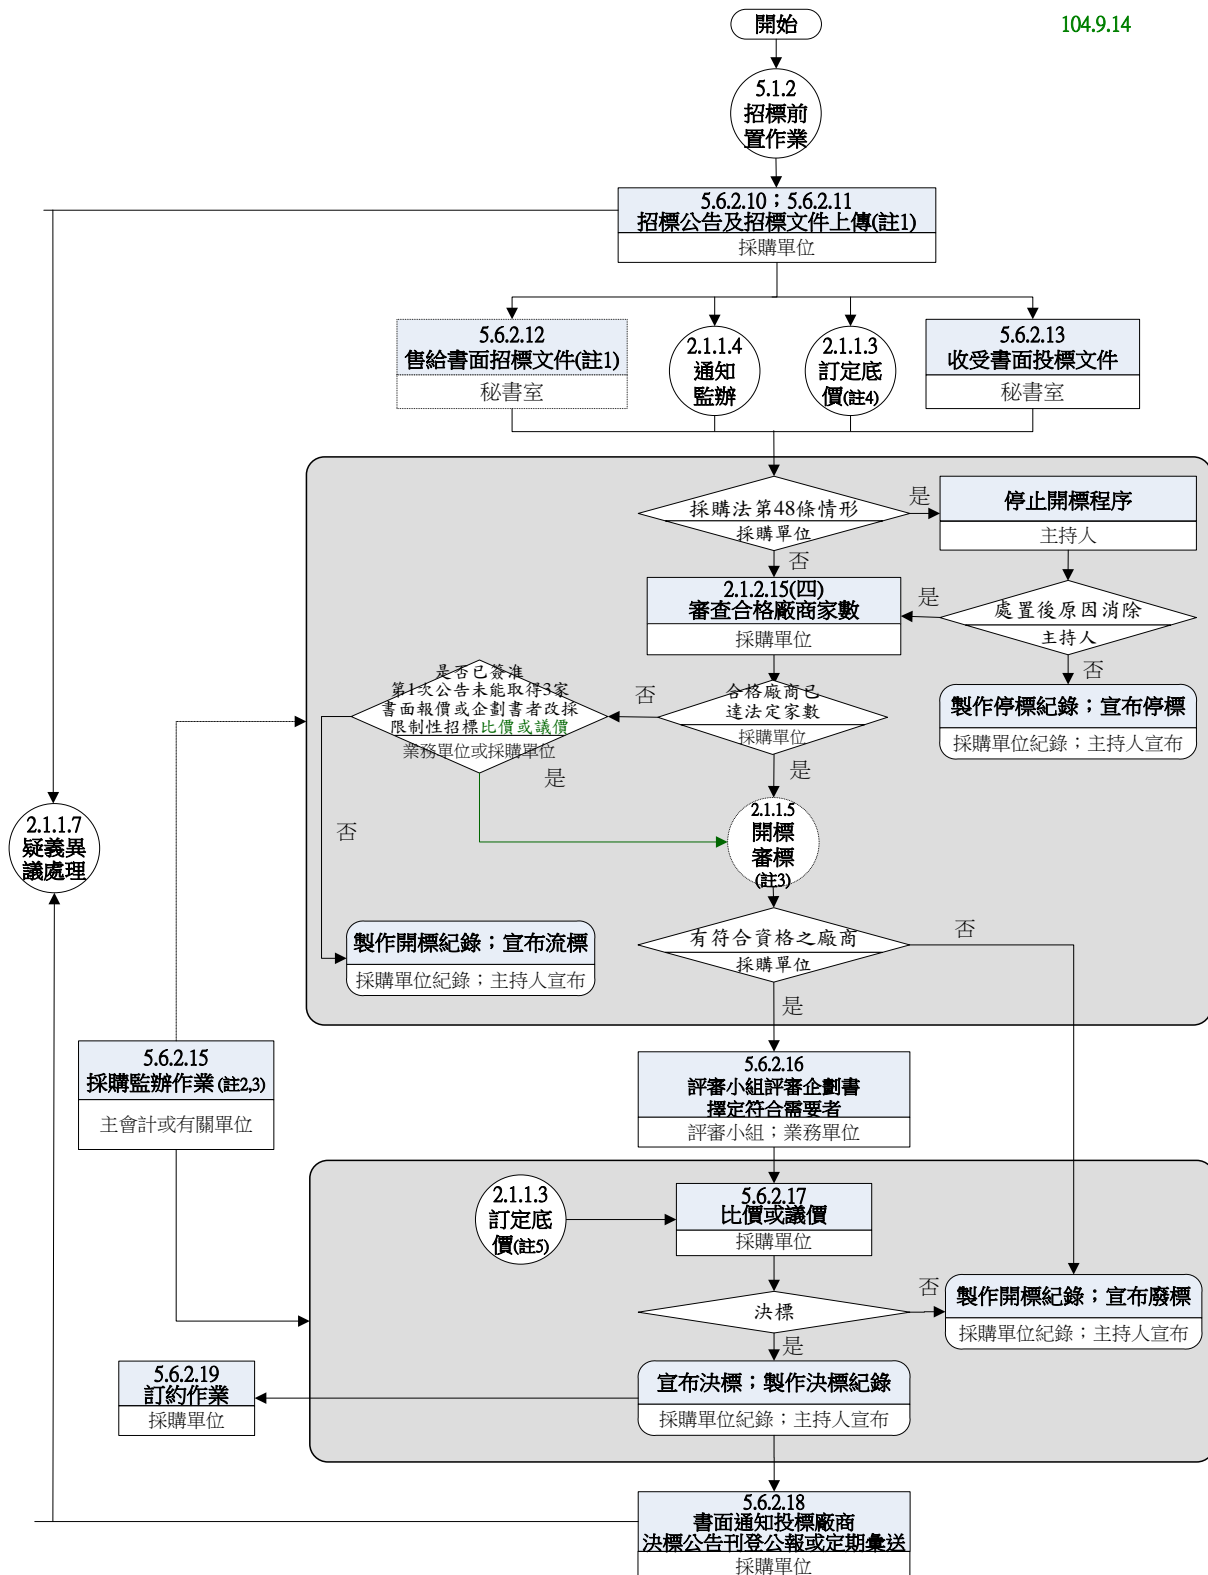 開始
104.9.14
5.1.2
招標前
置作業
5.6.2.10；5.6.2.11
招標公告及招標文件上傳(註1)
採購單位
5.6.2.12
售給書面招標文件(註1)
秘書室
2.1.1.4
通知
監辦
2.1.1.3
訂定底
價(註4)
5.6.2.13
收受書面投標文件
秘書室
採購法第48條情形
採購單位
是
停止開標程序
主持人
否
2.1.2.15(四)
審查合格廠商家數
採購單位
是
處置後原因消除
主持人
否
製作停標紀錄；宣布停標
採購單位紀錄；主持人宣布
是否已簽准
第1次公告未能取得3家
書面報價或企劃書者改採
限制性招標比價或議價
業務單位或採購單位
否
合格廠商已
達法定家數
採購單位
是
是
否
2.1.1.5
開標
審標
(註3)
2.1.1.7
疑義異
議處理
製作開標紀錄；宣布流標
採購單位紀錄；主持人宣布
有符合資格之廠商
採購單位
否
是
5.6.2.15
採購監辦作業(註2,3)
主會計或有關單位
5.6.2.16
評審小組評審企劃書
擇定符合需要者
評審小組；業務單位
2.1.1.3
訂定底
價(註5)
5.6.2.17
比價或議價
採購單位
決標
否
製作開標紀錄；宣布廢標
採購單位紀錄；主持人宣布
是
5.6.2.19
訂約作業
採購單位
宣布決標；製作決標紀錄
採購單位紀錄；主持人宣布
5.6.2.18
書面通知投標廠商
決標公告刊登公報或定期彙送
採購單位